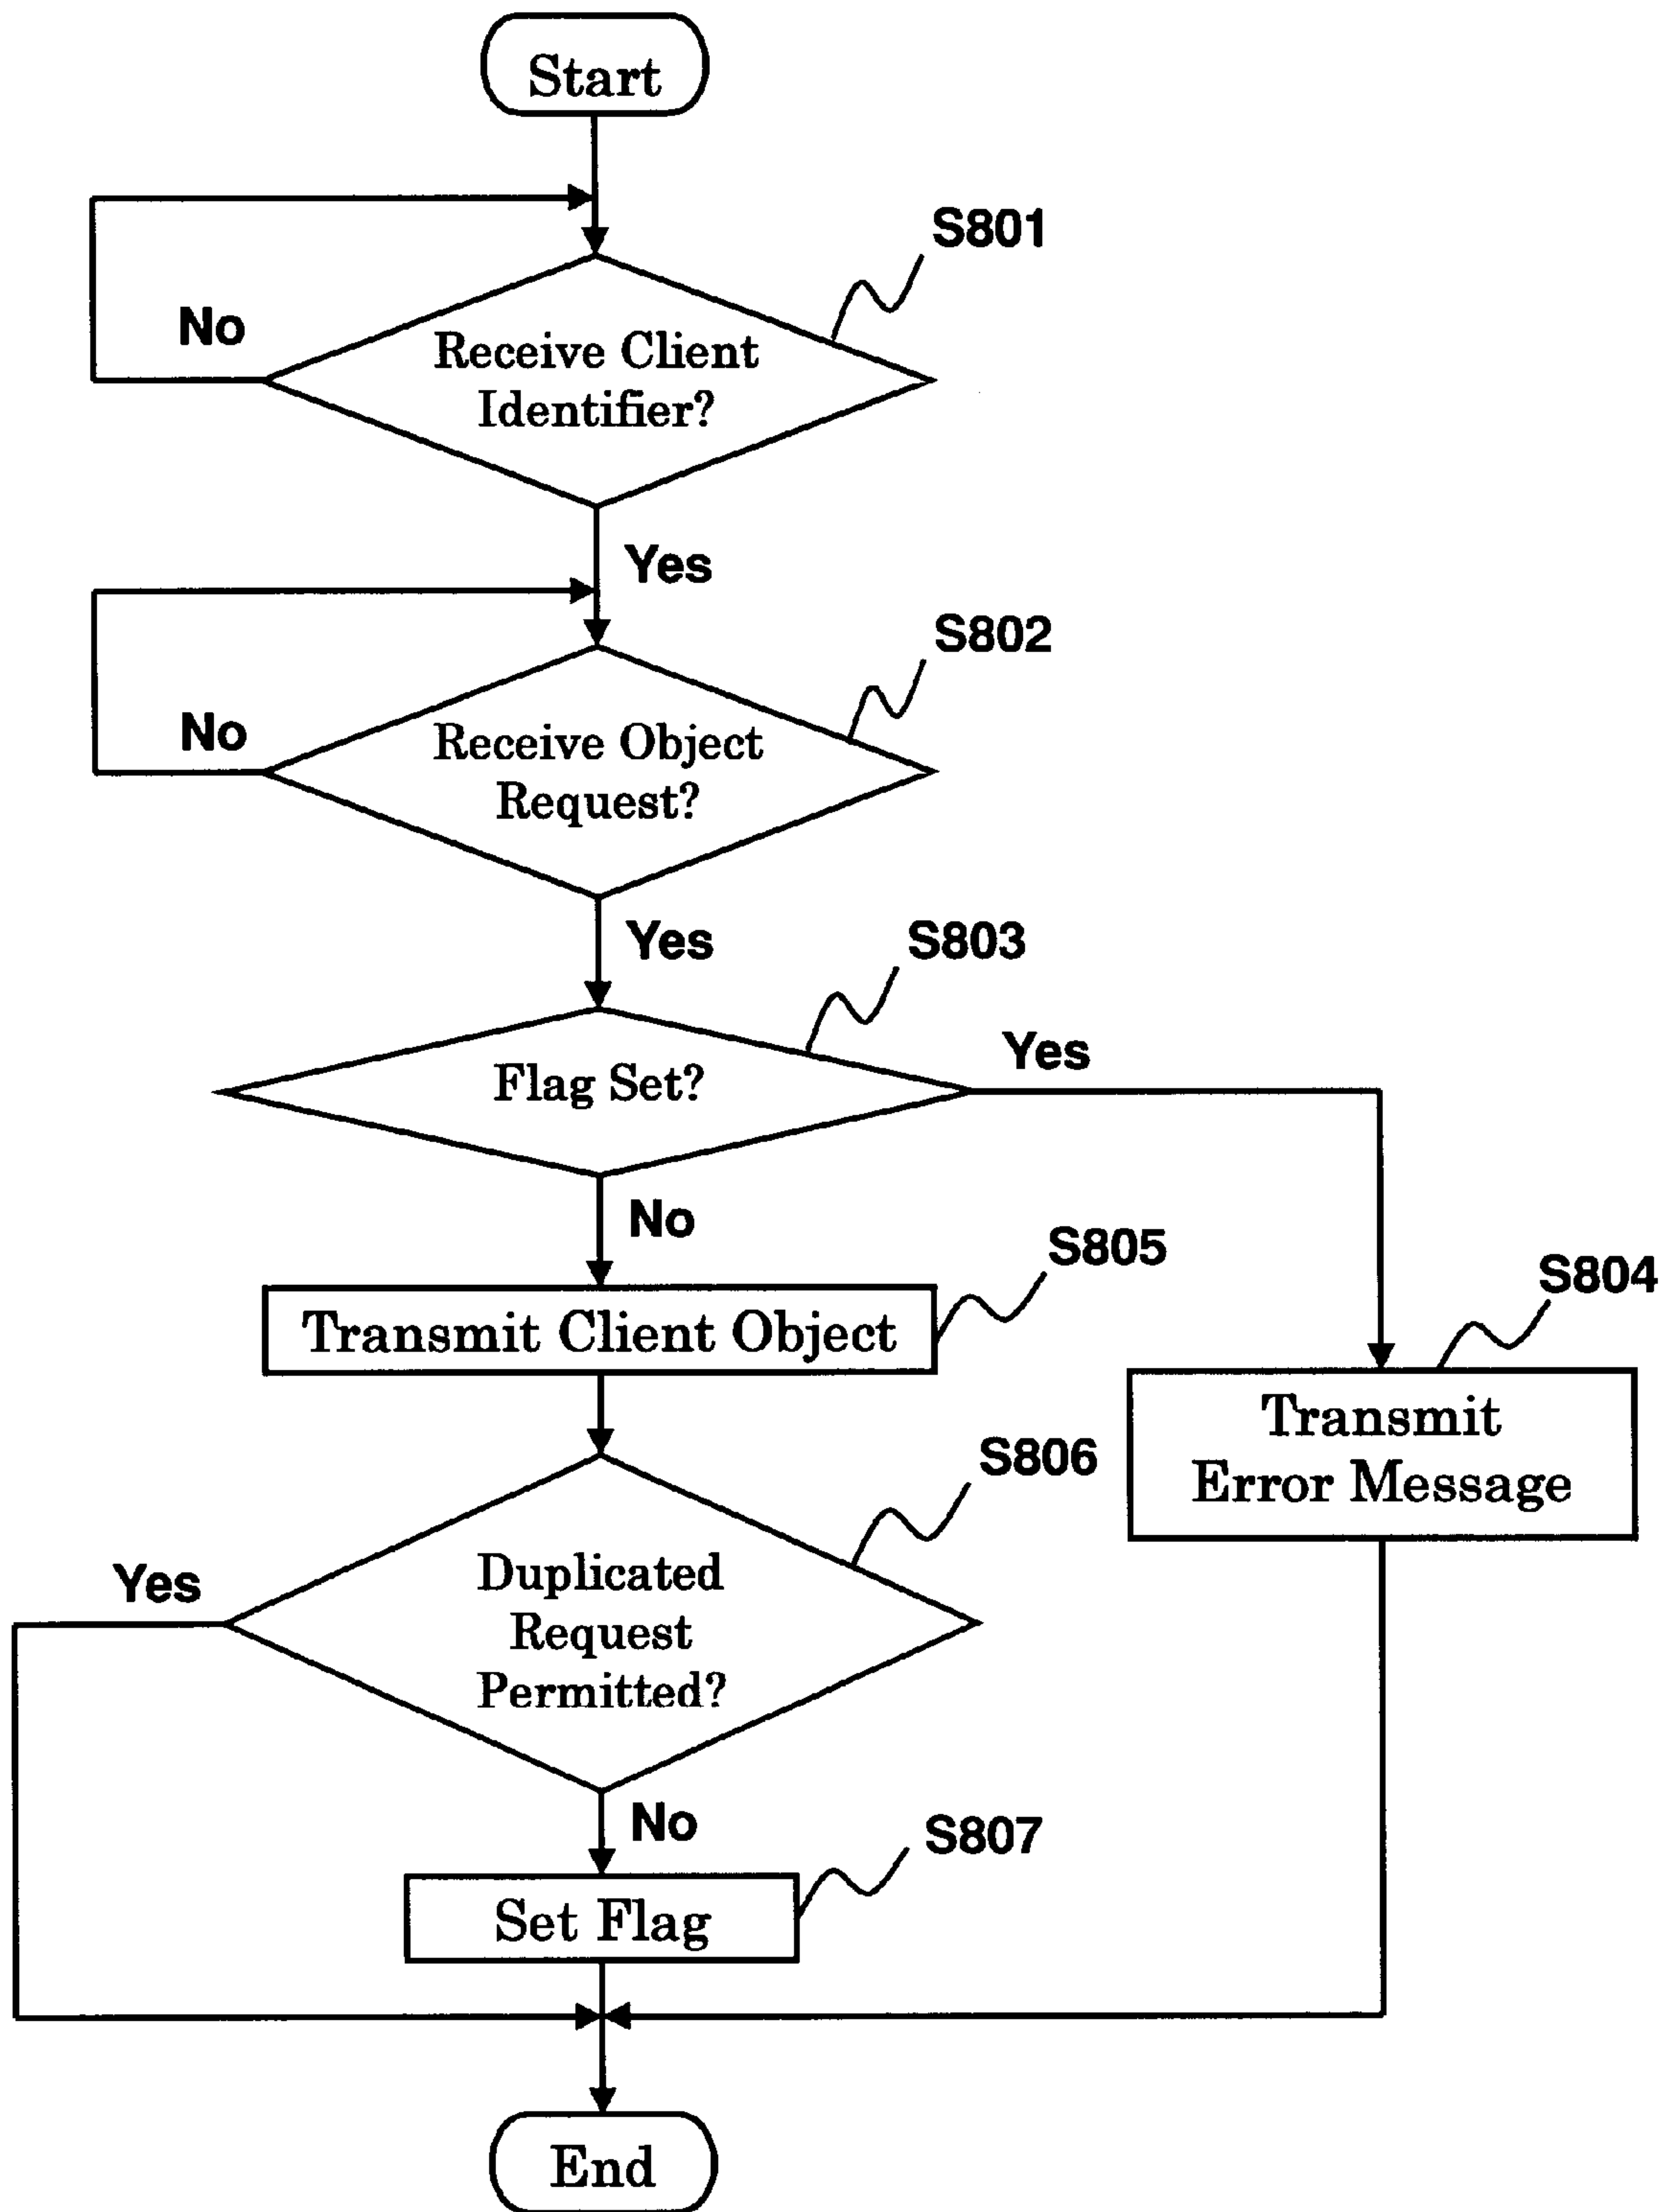 Start
S801
No
Receive Client
Identifier?
Yes
S802
No
Receive Object
Request?
Yes
S803
Yes
Flag Set?
No
S805
S804
Transmit Client Object
Transmit
Error Message
S806
Yes
Duplicated
Request
Permitted?
No
S807
Set Flag
End